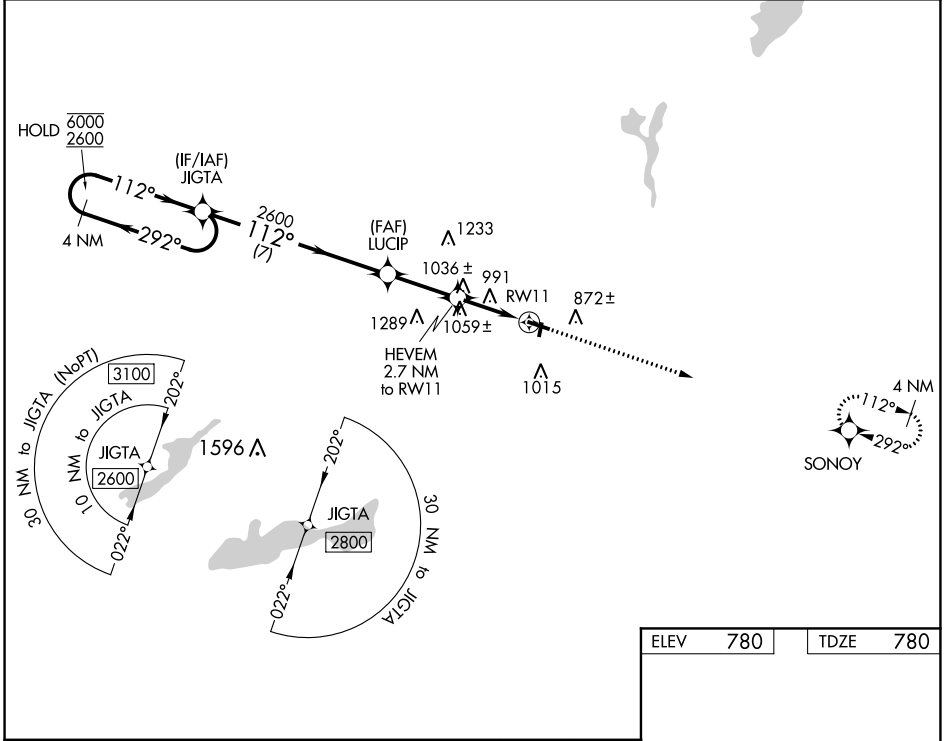 HOLD 6000
2600
(IF/IAF)
JIGTA
112°
292°
4 NM
2600
112°
(7)
(FAF)
LUCIP
1233
1036 ±
991
RW11
872 ±
1289
1059 ±
HEVEM
2.7 NM
to RW11
1015
4 NM
112°
292°
SONOY
30 NM to JIGTA (NoPT)
3100
202°
10 NM to JIGTA
JIGTA
2600
022°
1596
202°
JIGTA
2800
022°
30 NM to JIGTA
ELEV 780
TDZE 780